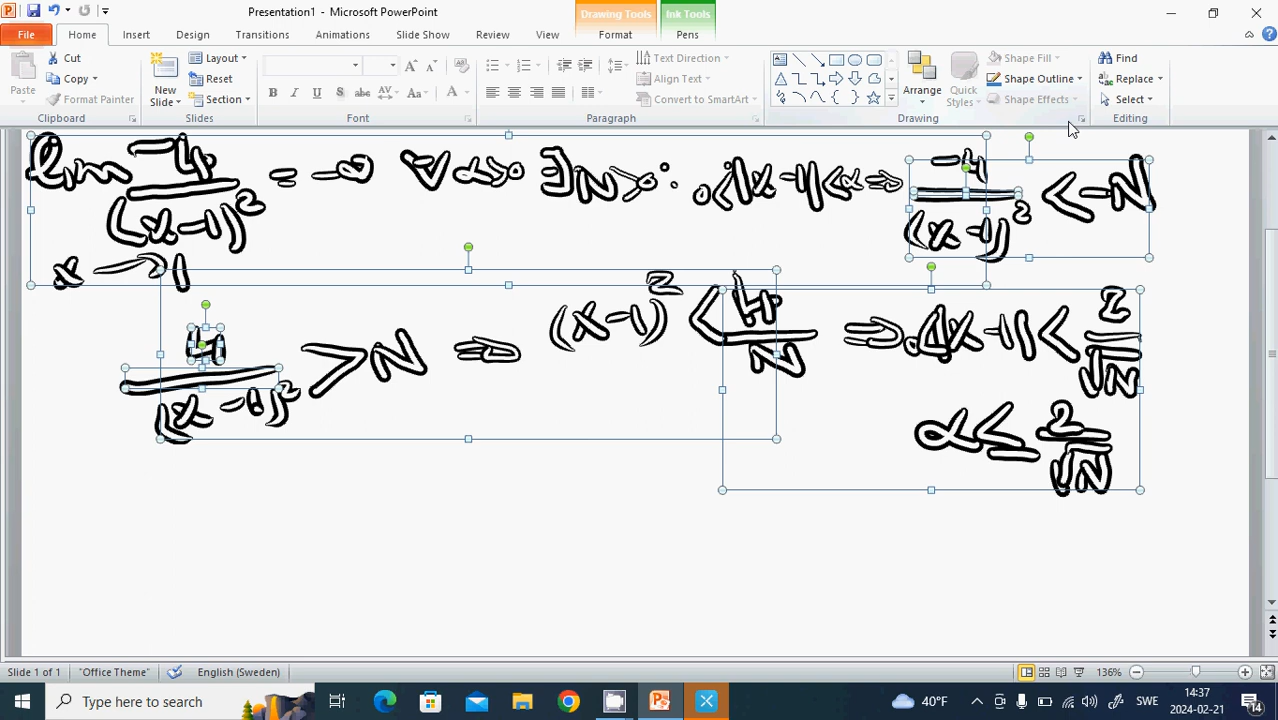 Presentation1 - Microsoft PowerPoint
Drawing Tools
Ink Tools
File Home Insert Design Transitions Animations Slide Show Review View Format Pens
Paste
Cut
Copy
Format Painter
Clipboard
New Slide
Layout
Reset
Section
Slides
B I U S abc AV Aa A
Font
Text Direction
Align Text
Convert to SmartArt
Paragraph
Arrange
Quick Styles
Shape Fill
Shape Outline
Shape Effects
Drawing
Find
Replace
Select
Editing
lim -4/(x-1)² = -∞ ∀α>0 ∃N>0: 0<|x-1|<α ⇒ -4/(x-1)² <-N
x→1
4/(x-1)² >N ⇒ (x-1)² < 4/N ⇒ 0<|x-1|< 2/√N
α ≤ 2/√N
Slide 1 of 1 "Office Theme" English (Sweden) 136%
Type here to search 40°F SWE 14:37
2024-02-21 14